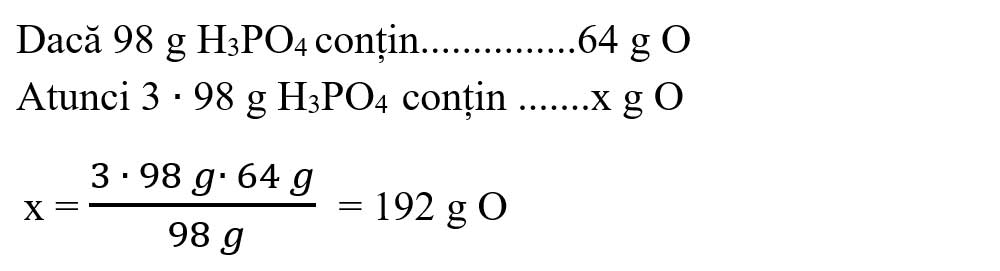 Dacă 98 g H₃PO₄ conțin...............64 g O
Atunci 3 · 98 g H₃PO₄ conțin .......x g O
3 · 98 g· 64 g
x = = 192 g O
98 g